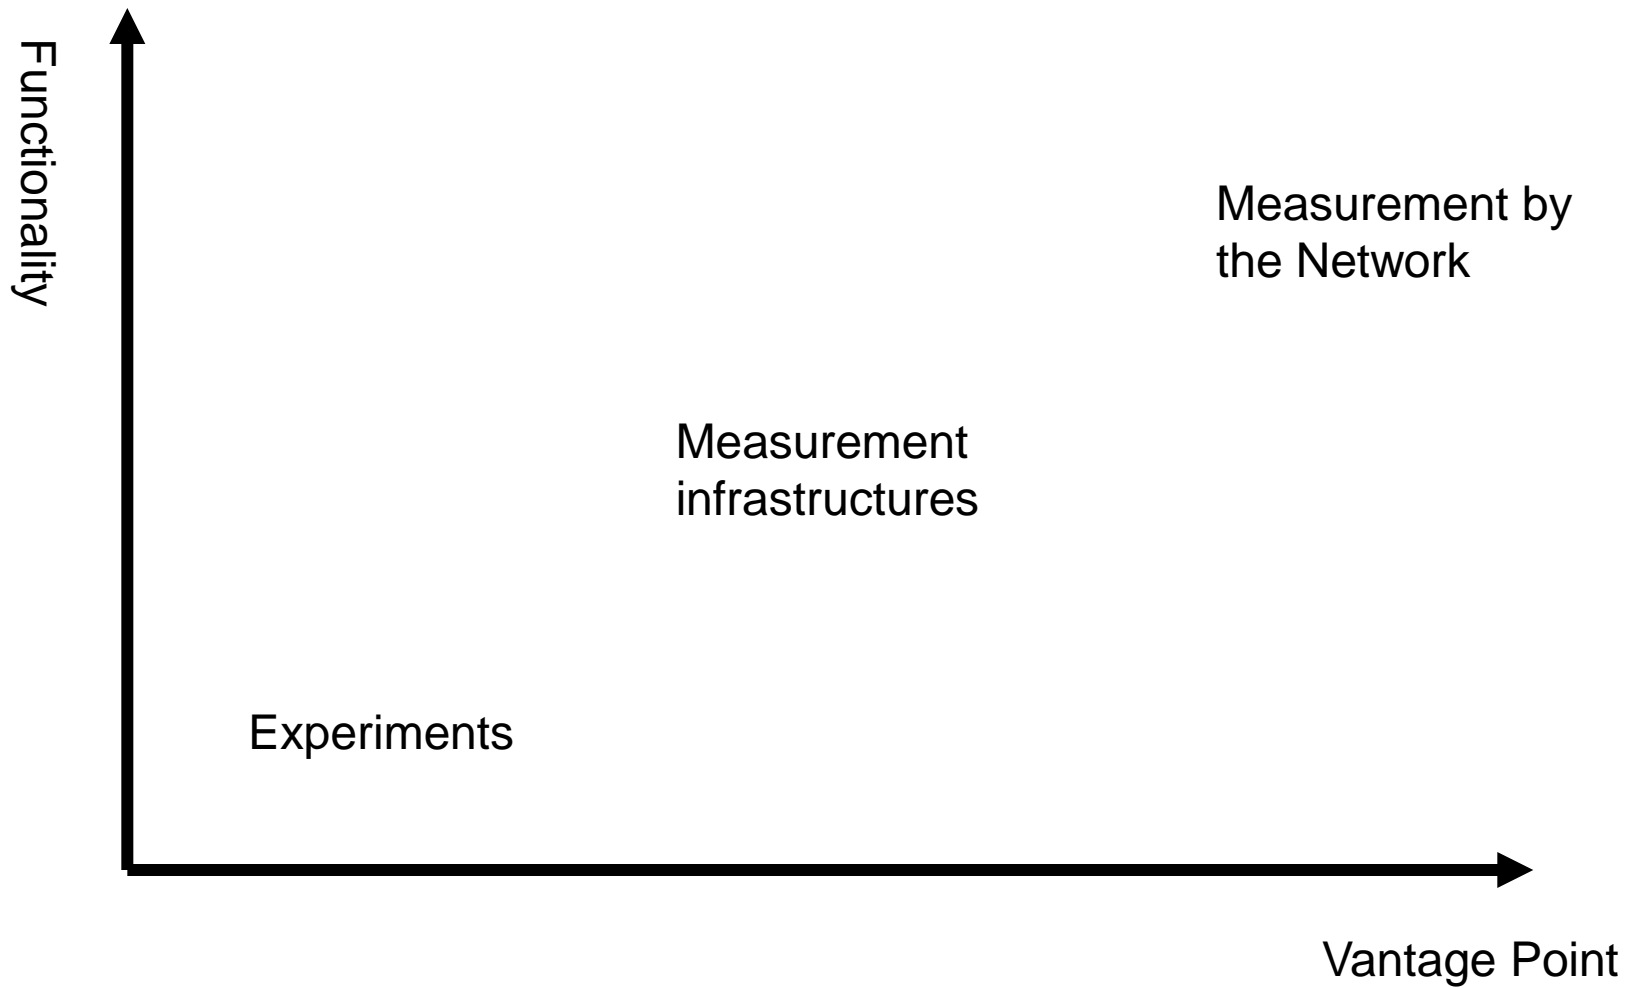 Functionality
Measurement by
the Network
Measurement
infrastructures
Experiments
Vantage Point